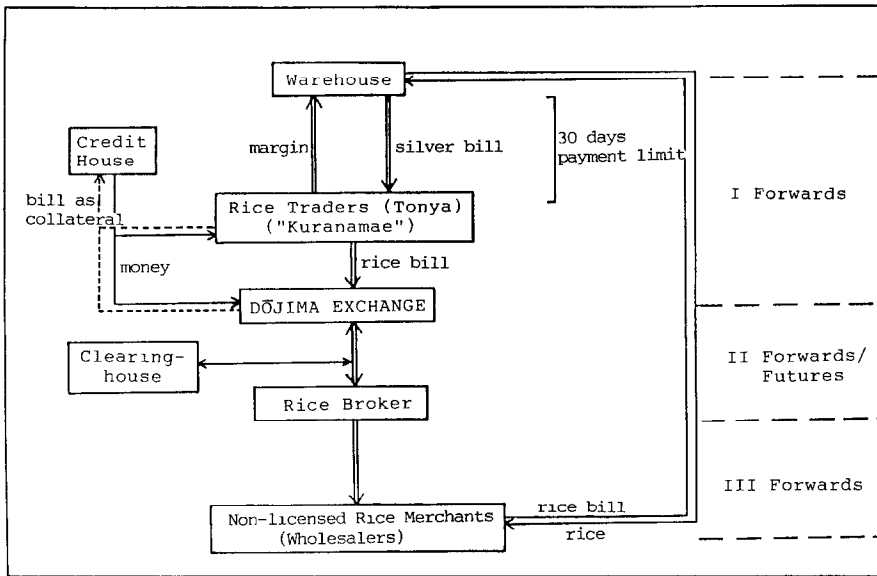 Warehouse
Credit
House
margin
silver bill
30 days
payment limit
bill as
collateral
Rice Traders (Tonya)
("Kuranamae")
I Forwards
money
rice bill
DŌJIMA EXCHANGE
Clearing-
house
II Forwards/
Futures
Rice Broker
III Forwards
Non-licensed Rice Merchants
(Wholesalers)
rice bill
rice